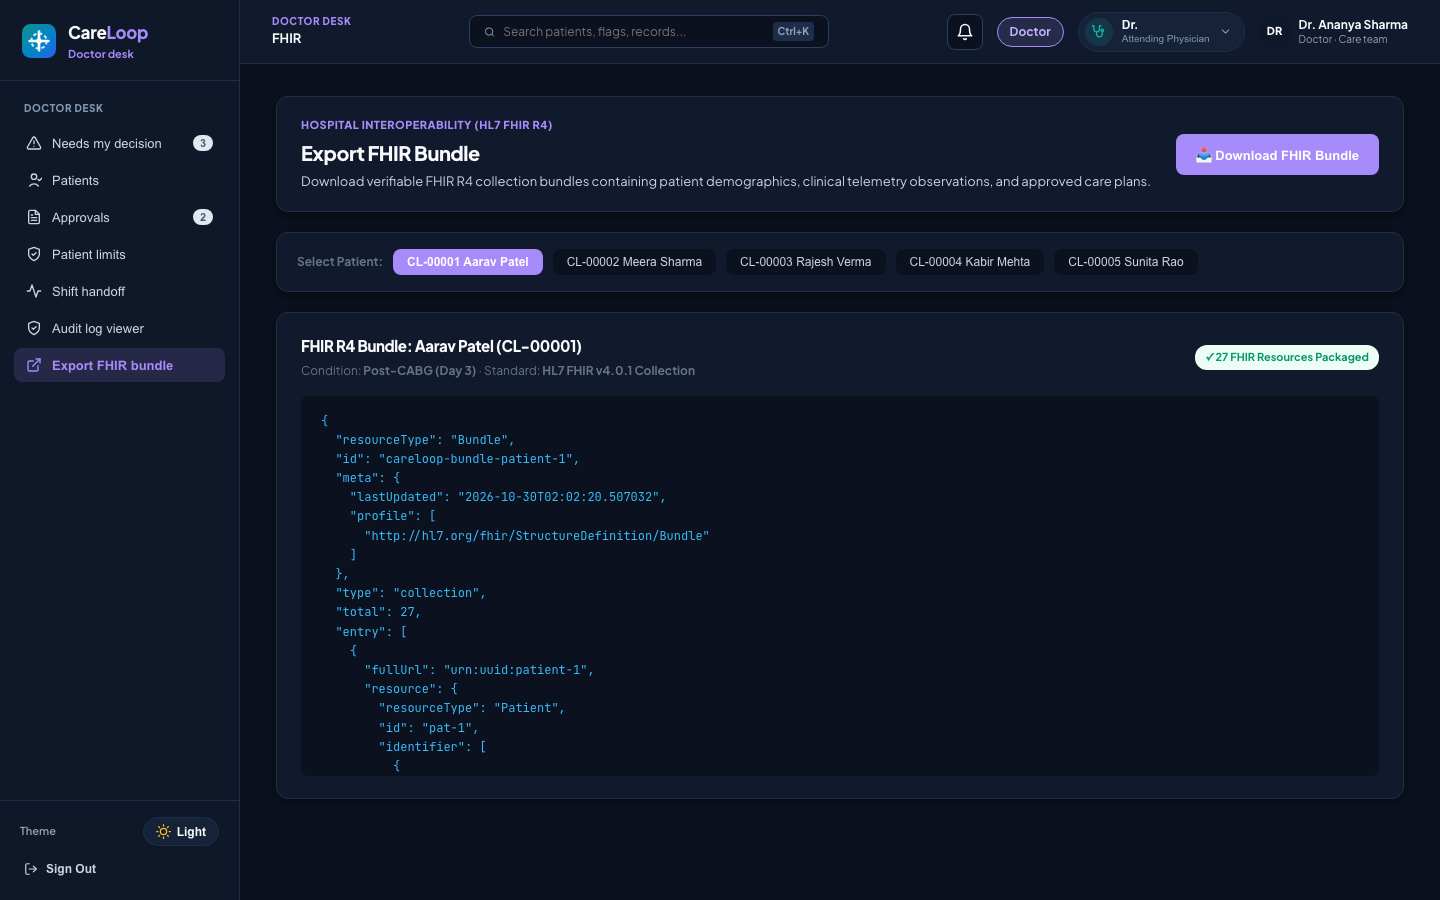 CareLoop
Doctor desk
DOCTOR DESK
Needs my decision 3
Patients
Approvals 2
Patient limits
Shift handoff
Audit log viewer
Export FHIR bundle
Theme
Light
Sign Out
DOCTOR DESK
FHIR
Search patients, flags, records...
Ctrl+K
Doctor
Dr.
Attending Physician
DR
Dr. Ananya Sharma
Doctor · Care team
HOSPITAL INTEROPERABILITY (HL7 FHIR R4)
Export FHIR Bundle
Download verifiable FHIR R4 collection bundles containing patient demographics, clinical telemetry observations, and approved care plans.
Download FHIR Bundle
Select Patient:
CL-00001 Aarav Patel
CL-00002 Meera Sharma
CL-00003 Rajesh Verma
CL-00004 Kabir Mehta
CL-00005 Sunita Rao
FHIR R4 Bundle: Aarav Patel (CL-00001)
Condition: Post-CABG (Day 3) · Standard: HL7 FHIR v4.0.1 Collection
✓27 FHIR Resources Packaged
{
"resourceType": "Bundle",
"id": "careloop-bundle-patient-1",
"meta": {
"lastUpdated": "2026-10-30T02:02:20.507032",
"profile": [
"http://hl7.org/fhir/StructureDefinition/Bundle"
]
},
"type": "collection",
"total": 27,
"entry": [
{
"fullUrl": "urn:uuid:patient-1",
"resource": {
"resourceType": "Patient",
"id": "pat-1",
"identifier": [
{